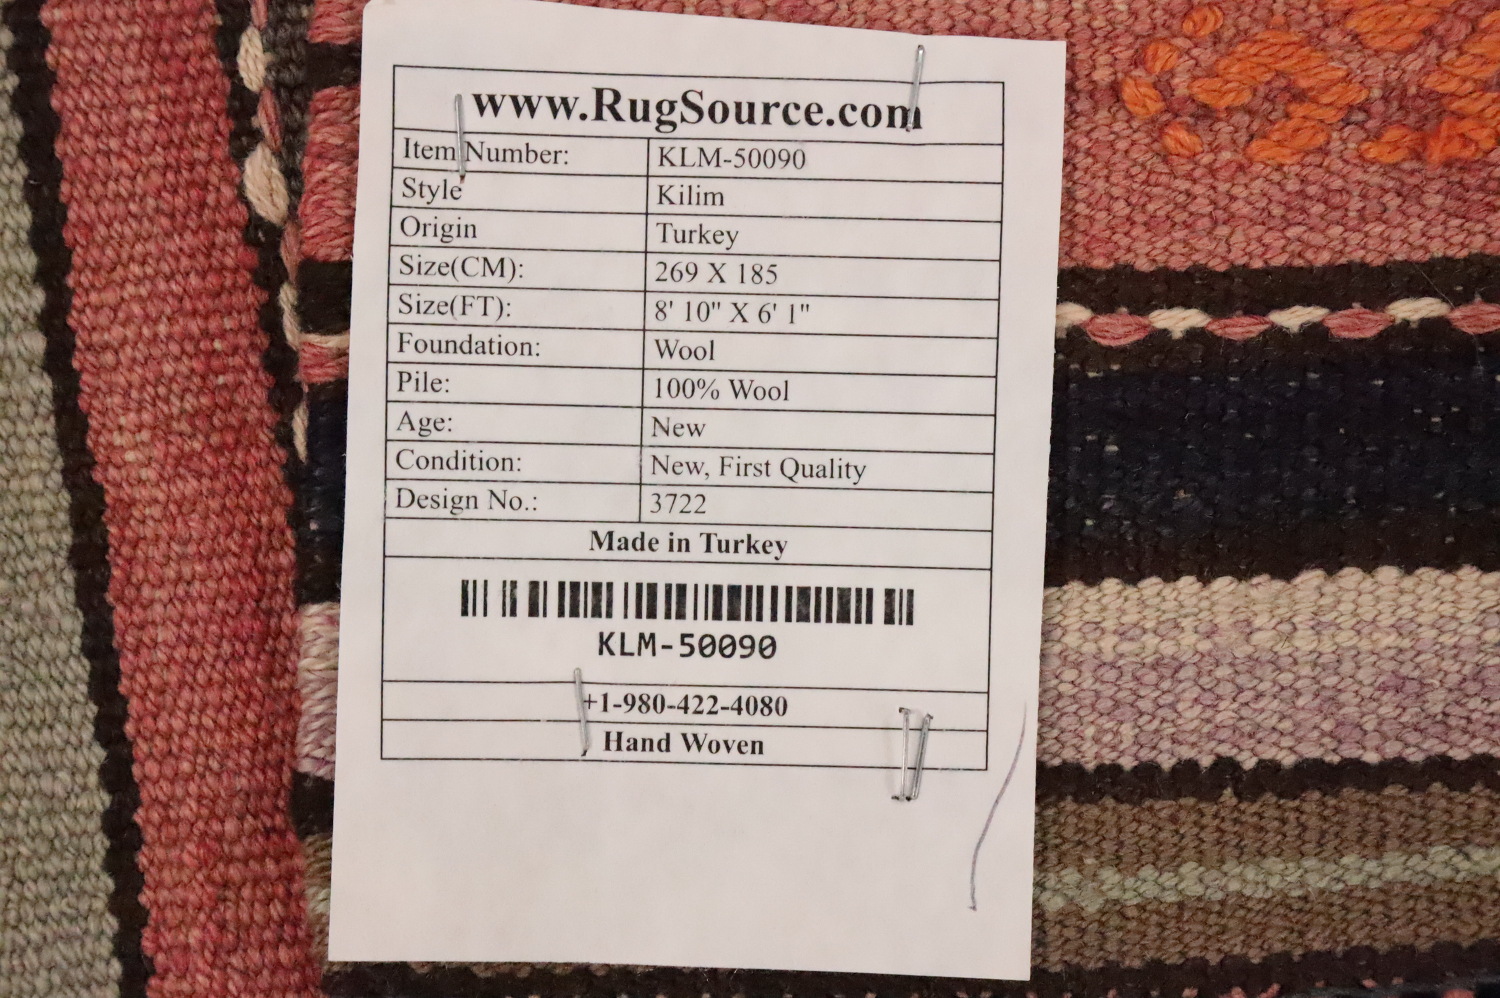 www.RugSource.com
Item Number: KLM-50090
Style Kilim
Origin Turkey
Size(CM): 269 X 185
Size(FT): 8' 10" X 6' 1"
Foundation: Wool
Pile: 100% Wool
Age: New
Condition: New, First Quality
Design No.: 3722
Made in Turkey
KLM-50090
+1-980-422-4080
Hand Woven